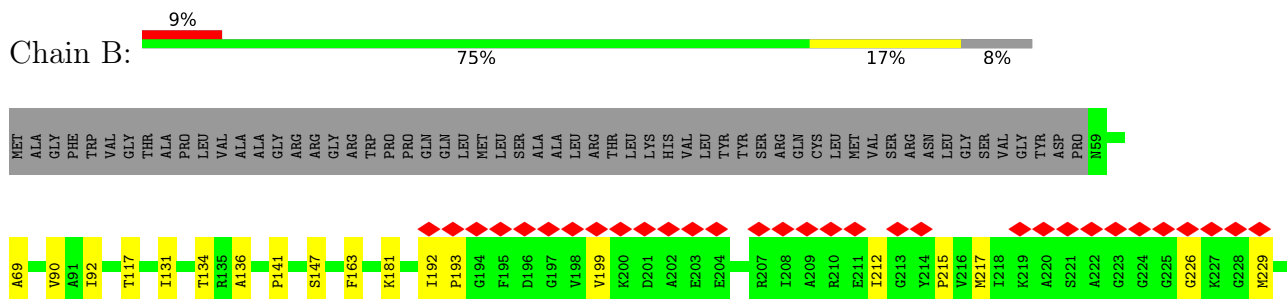 9%
Chain B:
75% 17% 8%
MET ALA GLY PHE TRP VAL GLY THR ALA PRO LEU VAL ALA ALA GLY ARG ARG GLY ARG TRP PRO PRO GLN GLN LEU MET LEU SER ALA ALA LEU ARG THR LEU LYS HIS VAL LEU TYR TYR SER ARG GLN CYS LEU MET VAL SER ARG ASN LEU GLY SER VAL GLY TYR ASP PRO N59
A69 V90 A91 I92 T117 I131 T134 R135 A136 P141 S147 F163 K181 I192 P193 G194 F195 D196 G197 V198 V199 K200 D201 A202 E203 E204 R207 I208 A209 R210 E211 I212 G213 Y214 P215 V216 M217 I218 K219 A220 S221 A222 G223 G224 G225 G226 K227 G228 M229